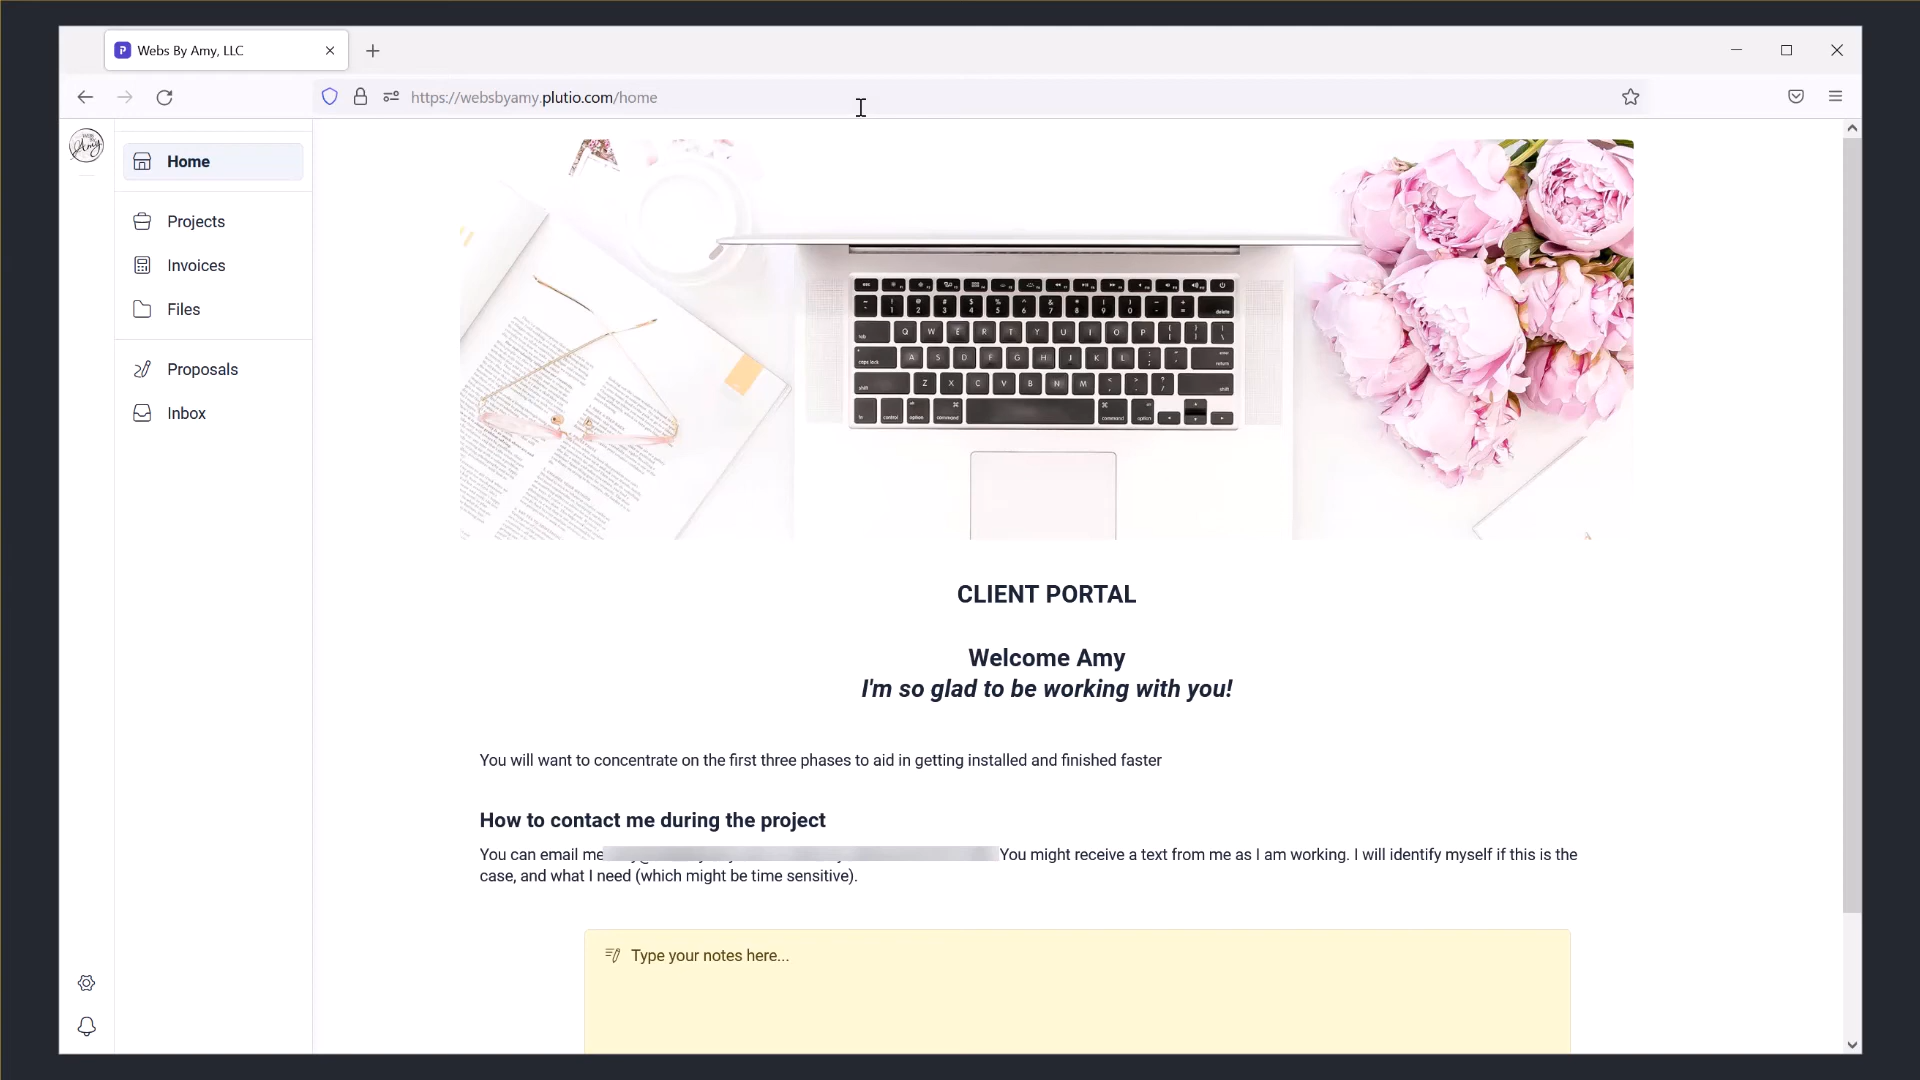 Webs By Amy, LLC
https://websbyamy.plutio.com/home
Home
Projects
Invoices
Files
Proposals
Inbox
CLIENT PORTAL
Welcome Amy
I'm so glad to be working with you!
You will want to concentrate on the first three phases to aid in getting installed and finished faster
How to contact me during the project
You can email me You might receive a text from me as I am working. I will identify myself if this is the
case, and what I need (which might be time sensitive).
Type your notes here...